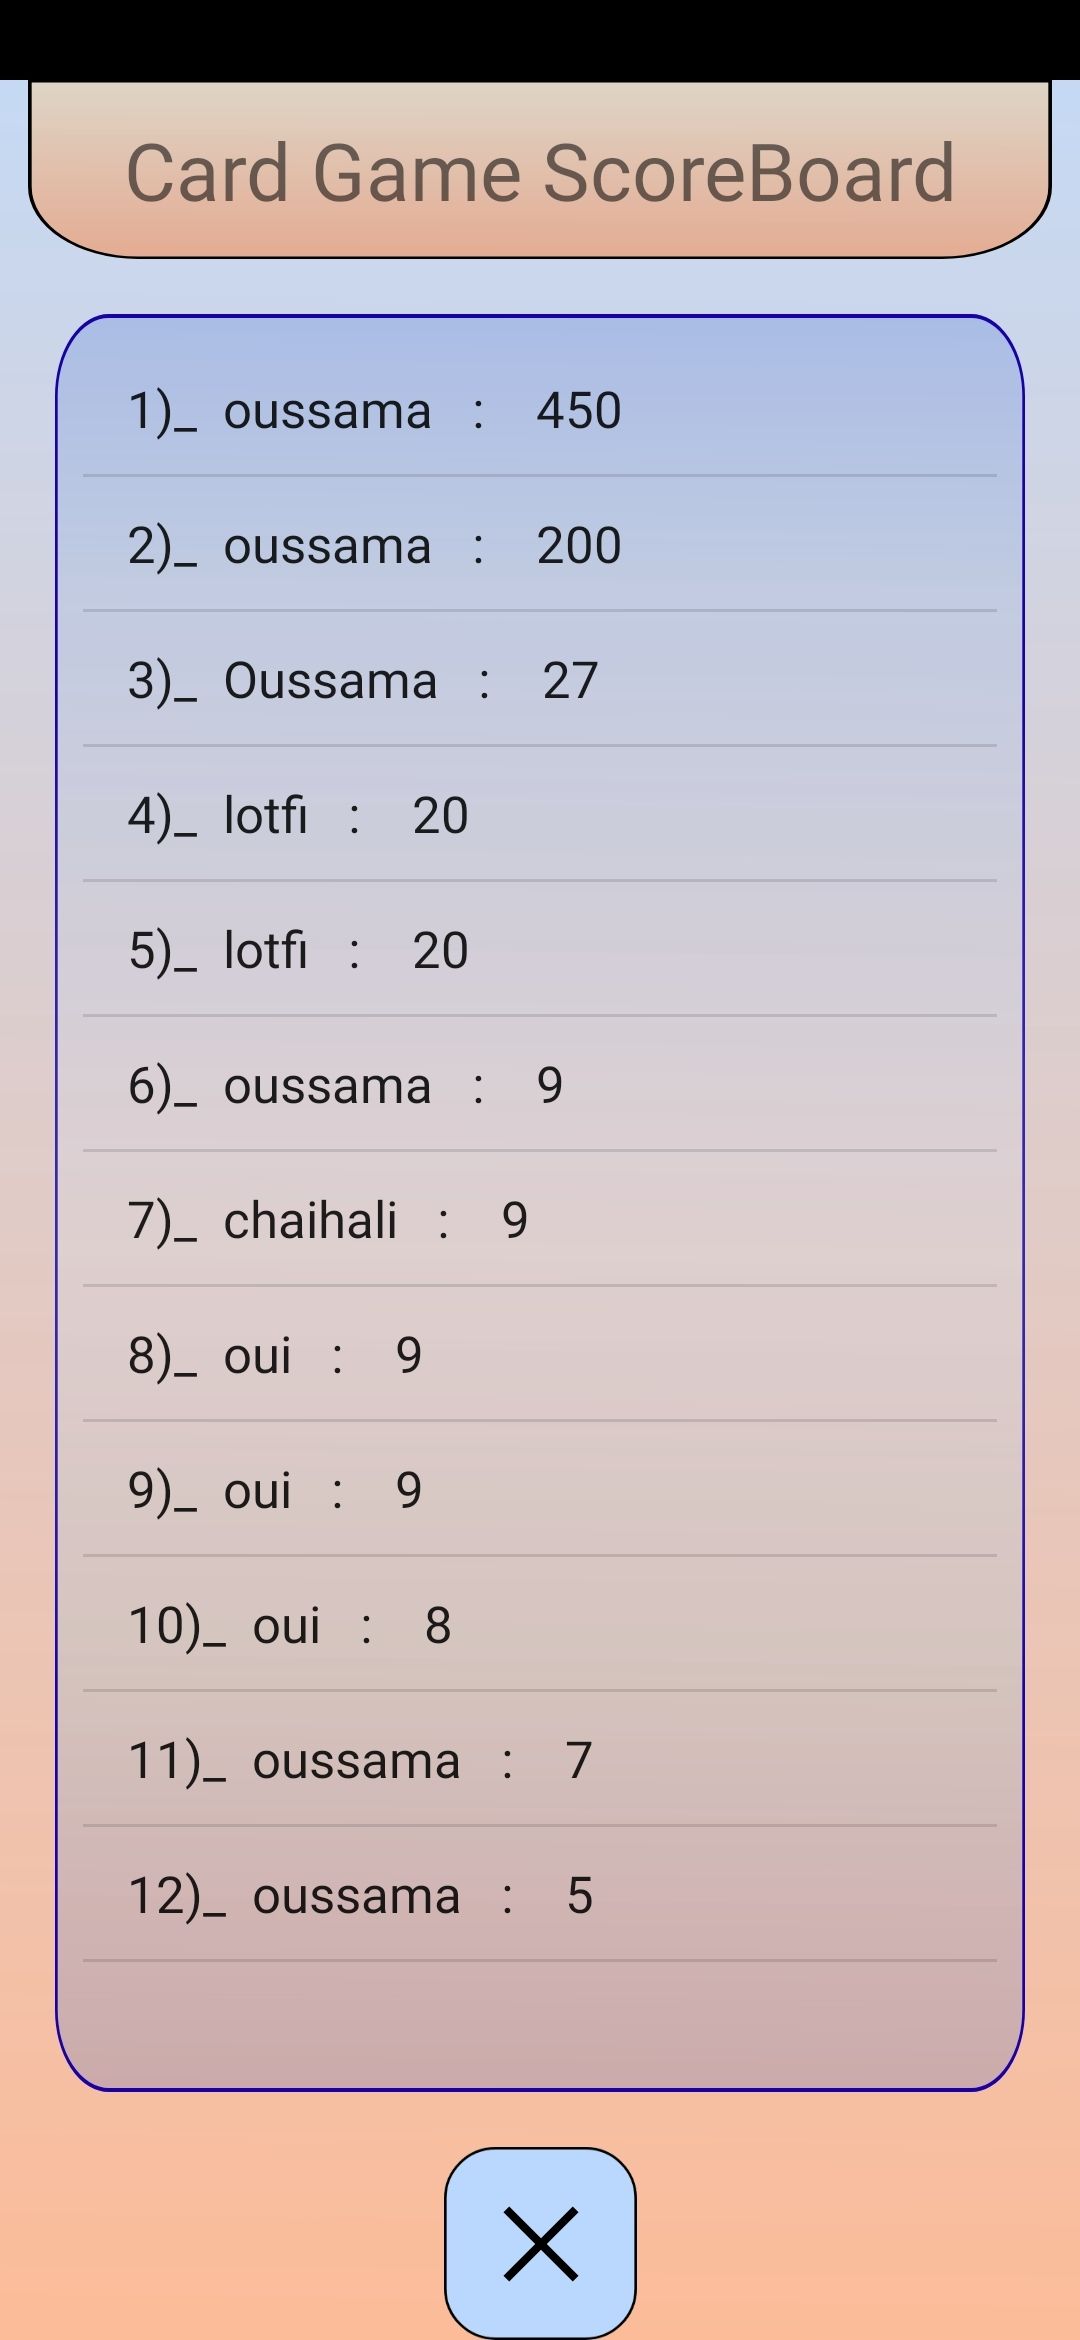 Card Game ScoreBoard
1)_ oussama : 450
2)_ oussama : 200
3)_ Oussama : 27
4)_ lotfi : 20
5)_ lotfi : 20
6)_ oussama : 9
7)_ chaihali : 9
8)_ oui : 9
9)_ oui : 9
10)_ oui : 8
11)_ oussama : 7
12)_ oussama : 5